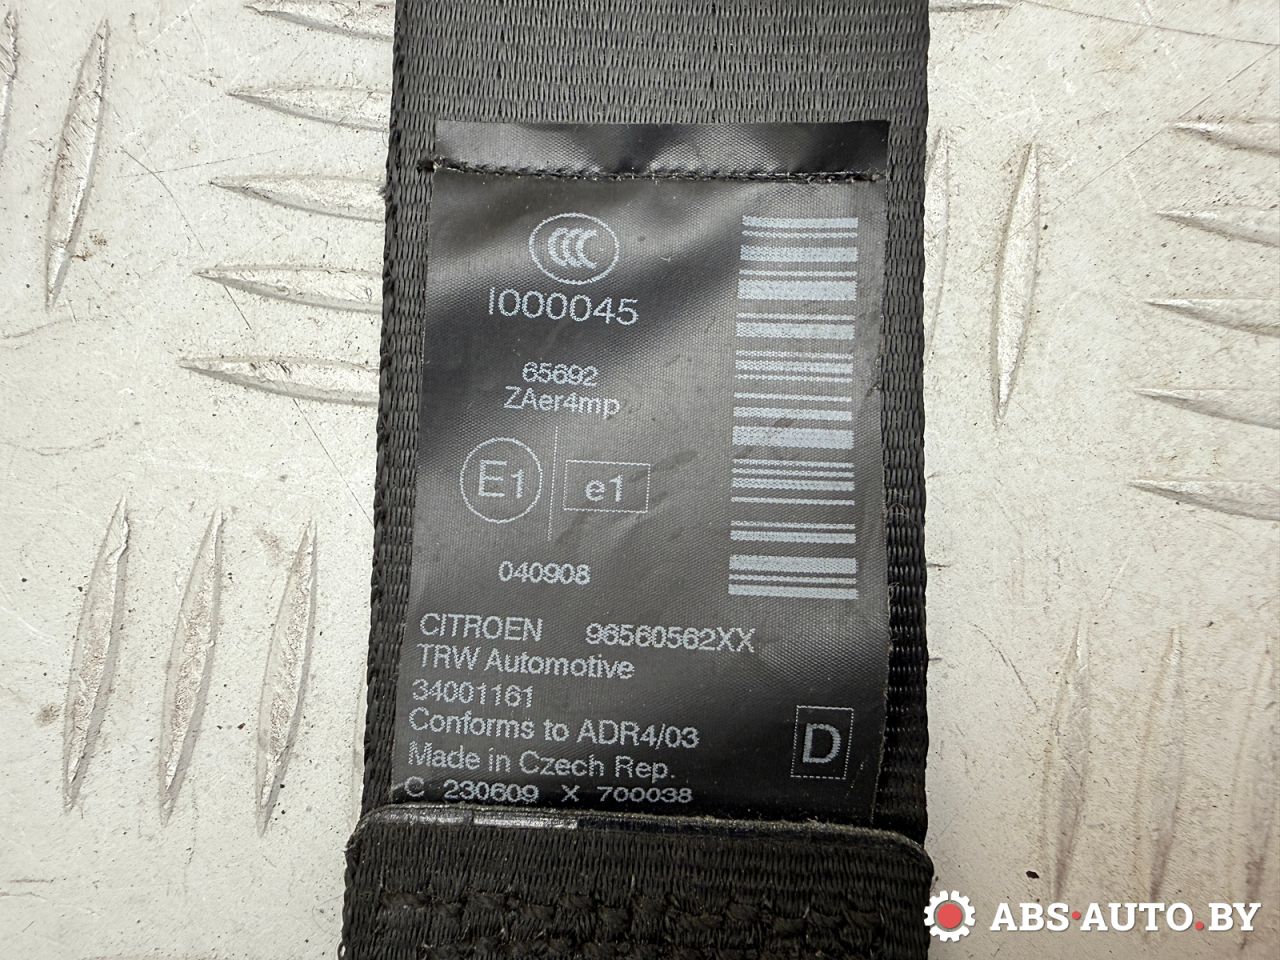 CCC
I000045
65692
ZAer4mp
E1 e1
040908
CITROEN 96560562XX
TRW Automotive
34001161
Conforms to ADR4/03
Made in Czech Rep.
D
C 230609 X 700038
ABS-AUTO.BY